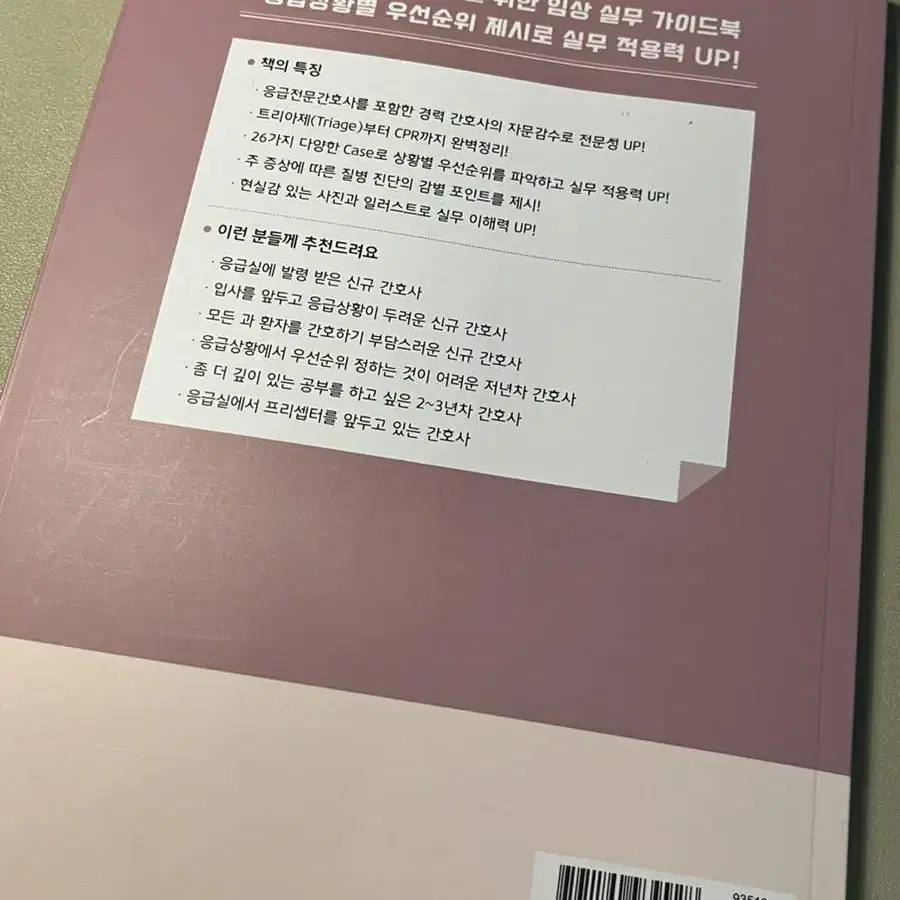 위한 임상 실무 가이드북
응급상황별 우선순위 제시로 실무 적용력 UP!
• 책의 특징
· 응급전문간호사를 포함한 경력 간호사의 자문감수로 전문성 UP!
· 트리아제(Triage)부터 CPR까지 완벽정리!
· 26가지 다양한 Case로 상황별 우선순위를 파악하고 실무 적용력 UP!
· 주 증상에 따른 질병 진단의 감별 포인트를 제시!
· 현실감 있는 사진과 일러스트로 실무 이해력 UP!
• 이런 분들께 추천드려요
· 응급실에 발령 받은 신규 간호사
· 입사를 앞두고 응급상황이 두려운 신규 간호사
· 모든 과 환자를 간호하기 부담스러운 신규 간호사
· 응급상황에서 우선순위 정하는 것이 어려운 저년차 간호사
· 좀 더 깊이 있는 공부를 하고 싶은 2~3년차 간호사
· 응급실에서 프리셉터를 앞두고 있는 간호사